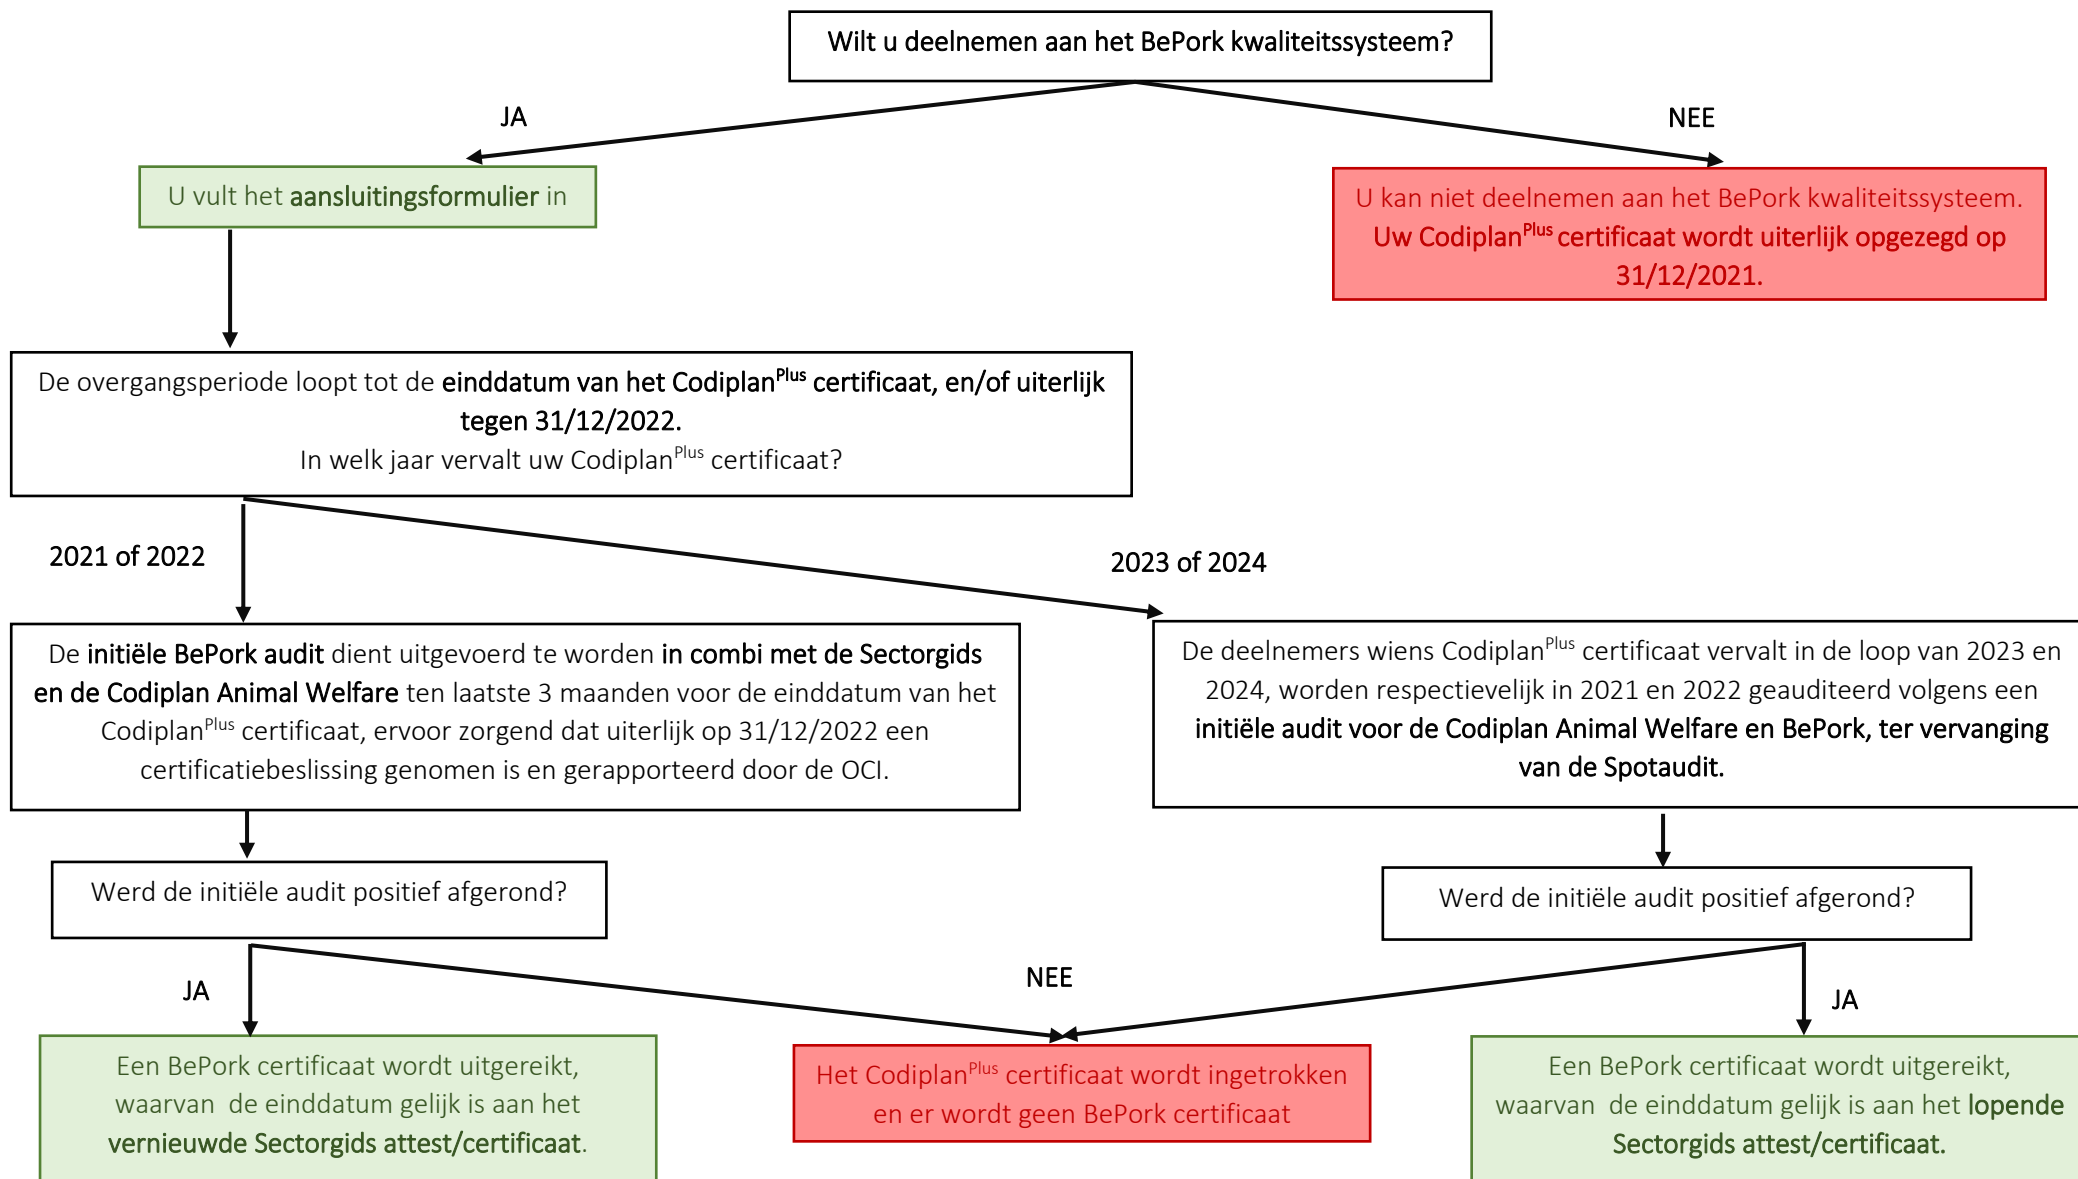 Wilt u deelnemen aan het BePork kwaliteitssysteem?
JA
NEE
U vult het aansluitingsformulier in
U kan niet deelnemen aan het BePork kwaliteitssysteem.
Uw CodiplanPlus certificaat wordt uiterlijk opgezegd op
31/12/2021.
De overgangsperiode loopt tot de einddatum van het CodiplanPlus certificaat, en/of uiterlijk
tegen 31/12/2022.
In welk jaar vervalt uw CodiplanPlus certificaat?
2021 of 2022
2023 of 2024
De initiële BePork audit dient uitgevoerd te worden in combi met de Sectorgids
en de Codiplan Animal Welfare ten laatste 3 maanden voor de einddatum van het
CodiplanPlus certificaat, ervoor zorgend dat uiterlijk op 31/12/2022 een
certificatiebeslissing genomen is en gerapporteerd door de OCI.
De deelnemers wiens CodiplanPlus certificaat vervalt in de loop van 2023 en
2024, worden respectievelijk in 2021 en 2022 geauditeerd volgens een
initiële audit voor de Codiplan Animal Welfare en BePork, ter vervanging
van de Spotaudit.
Werd de initiële audit positief afgerond?
Werd de initiële audit positief afgerond?
JA
NEE
JA
Een BePork certificaat wordt uitgereikt,
waarvan de einddatum gelijk is aan het
vernieuwde Sectorgids attest/certificaat.
Het CodiplanPlus certificaat wordt ingetrokken
en er wordt geen BePork certificaat
Een BePork certificaat wordt uitgereikt,
waarvan de einddatum gelijk is aan het lopende
Sectorgids attest/certificaat.